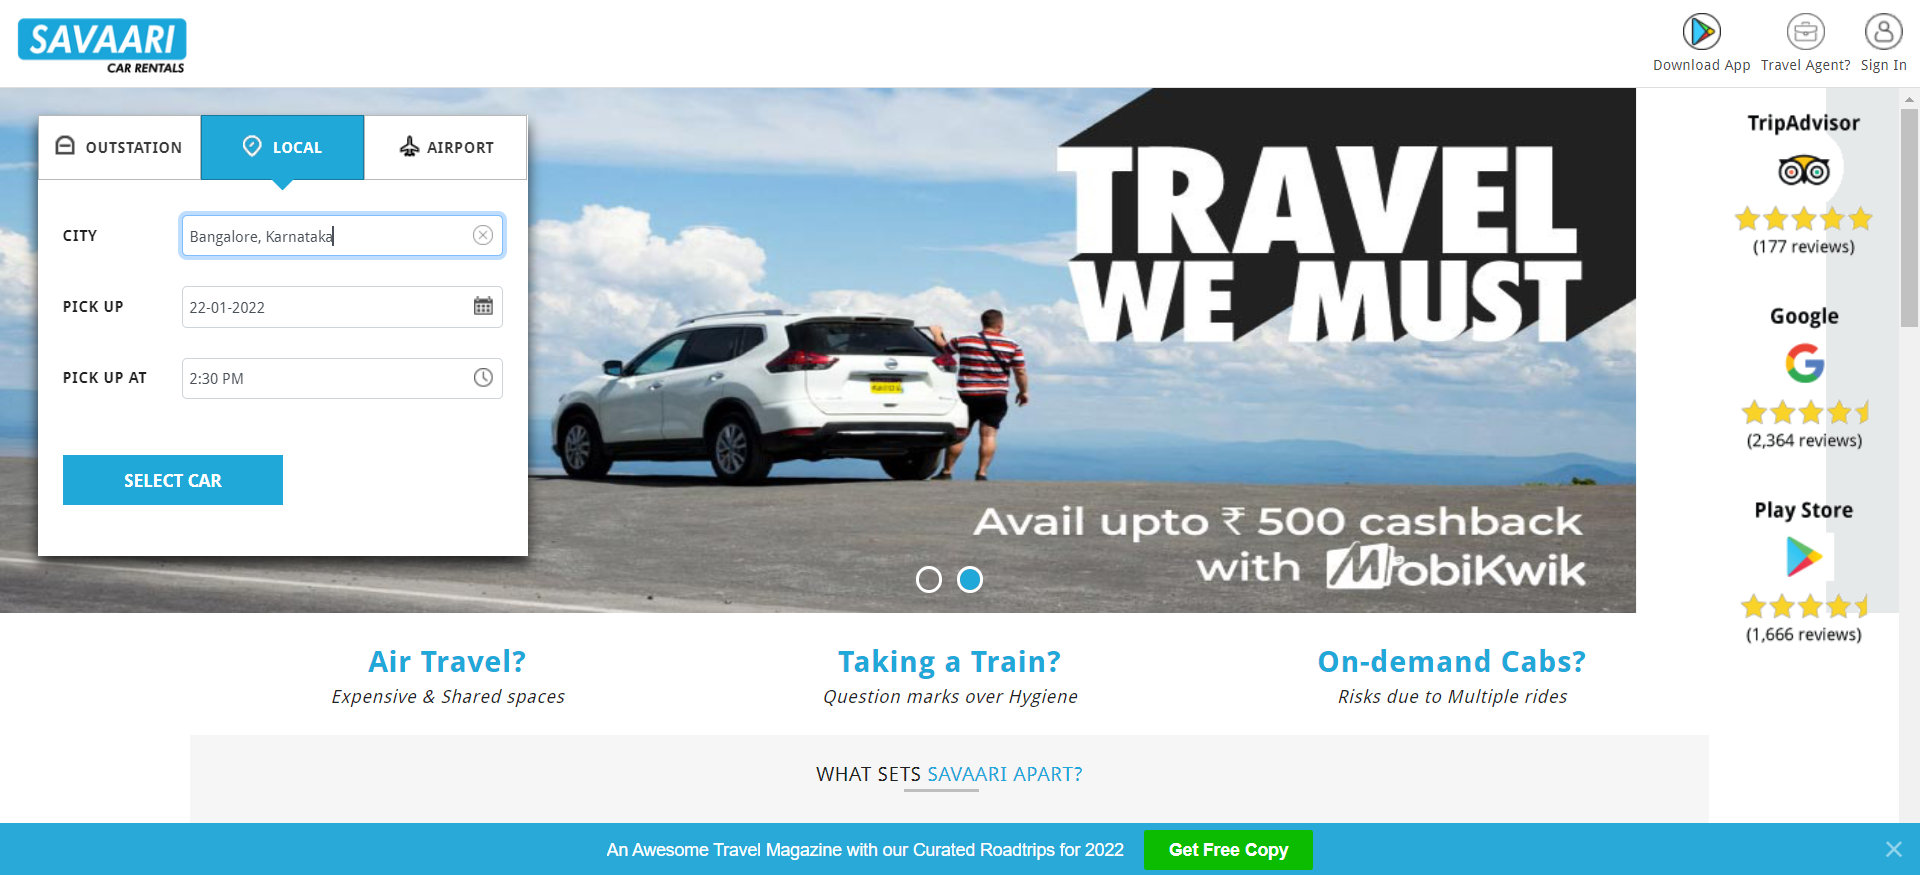 SAVAARI
CAR RENTALS
Download App
Travel Agent?
Sign In
OUTSTATION
LOCAL
AIRPORT
CITY
Bangalore, Karnataka
PICK UP
22-01-2022
PICK UP AT
2:30 PM
SELECT CAR
TRAVEL
WE MUST
Avail upto ₹ 500 cashback
with MobiKwik
TripAdvisor
(177 reviews)
Google
(2,364 reviews)
Play Store
(1,666 reviews)
Air Travel?
Expensive & Shared spaces
Taking a Train?
Question marks over Hygiene
On-demand Cabs?
Risks due to Multiple rides
WHAT SETS SAVAARI APART?
An Awesome Travel Magazine with our Curated Roadtrips for 2022
Get Free Copy